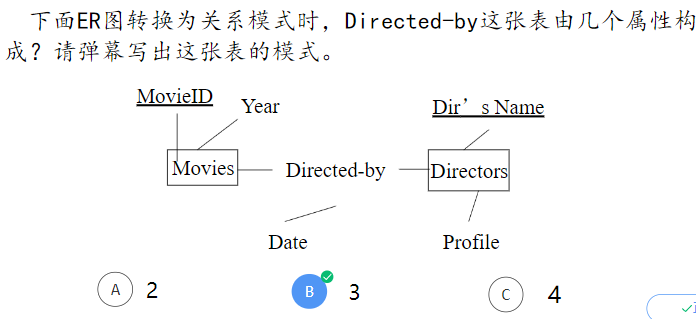 下面ER图转换为关系模式时，Directed-by这张表由几个属性构
成？请弹幕写出这张表的模式。
MovieID
Year
Dir’s Name
Movies
Directed-by
Directors
Date
Profile
A 2
B 3
C 4